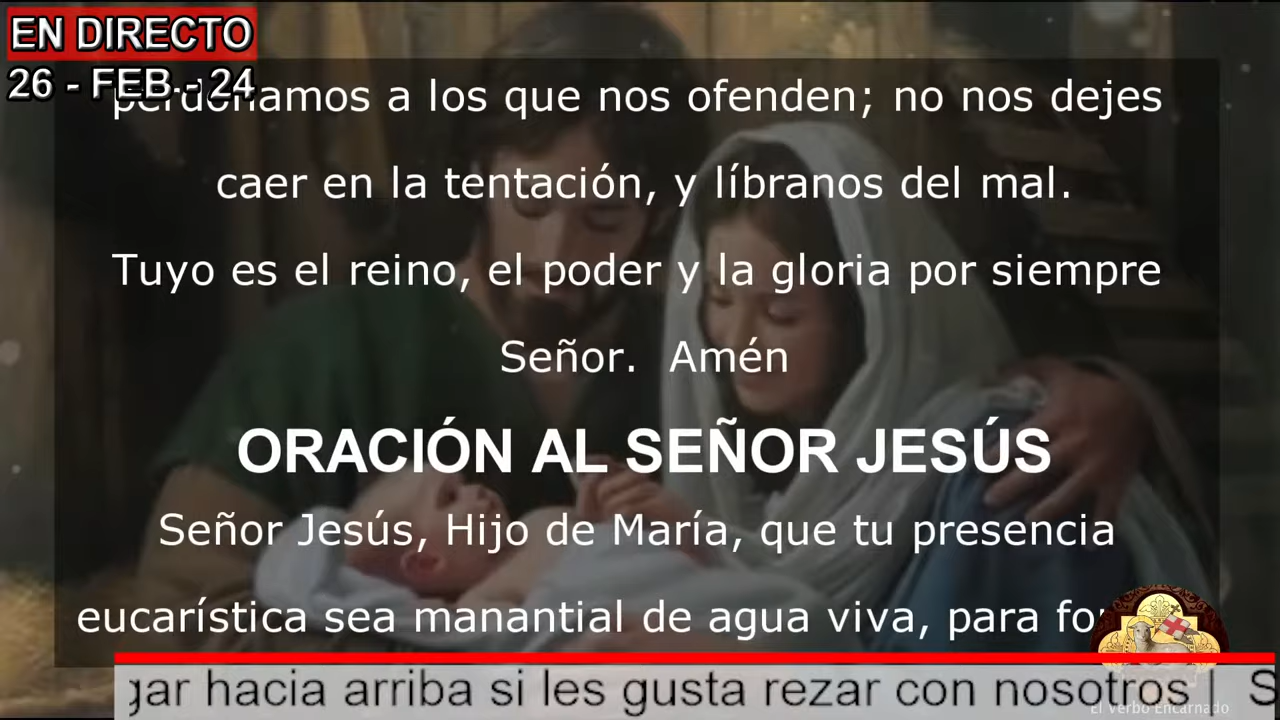 EN DIRECTO
26 - FEB.- 24
perdonamos a los que nos ofenden; no nos dejes
caer en la tentación, y líbranos del mal.
Tuyo es el reino, el poder y la gloria por siempre
Señor. Amén
ORACIÓN AL SEÑOR JESÚS
Señor Jesús, Hijo de María, que tu presencia
eucarística sea manantial de agua viva, para
gar hacia arriba si les gusta rezar con nosotros |
El Verbo Encarnado